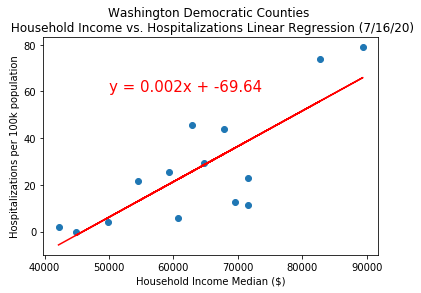 Washington Democratic Counties
Household Income vs. Hospitalizations Linear Regression (7/16/20)
80
60
40
20
0
Hospitalizations per 100k population
y = 0.002x + -69.64
40000 50000 60000 70000 80000 90000
Household Income Median ($)